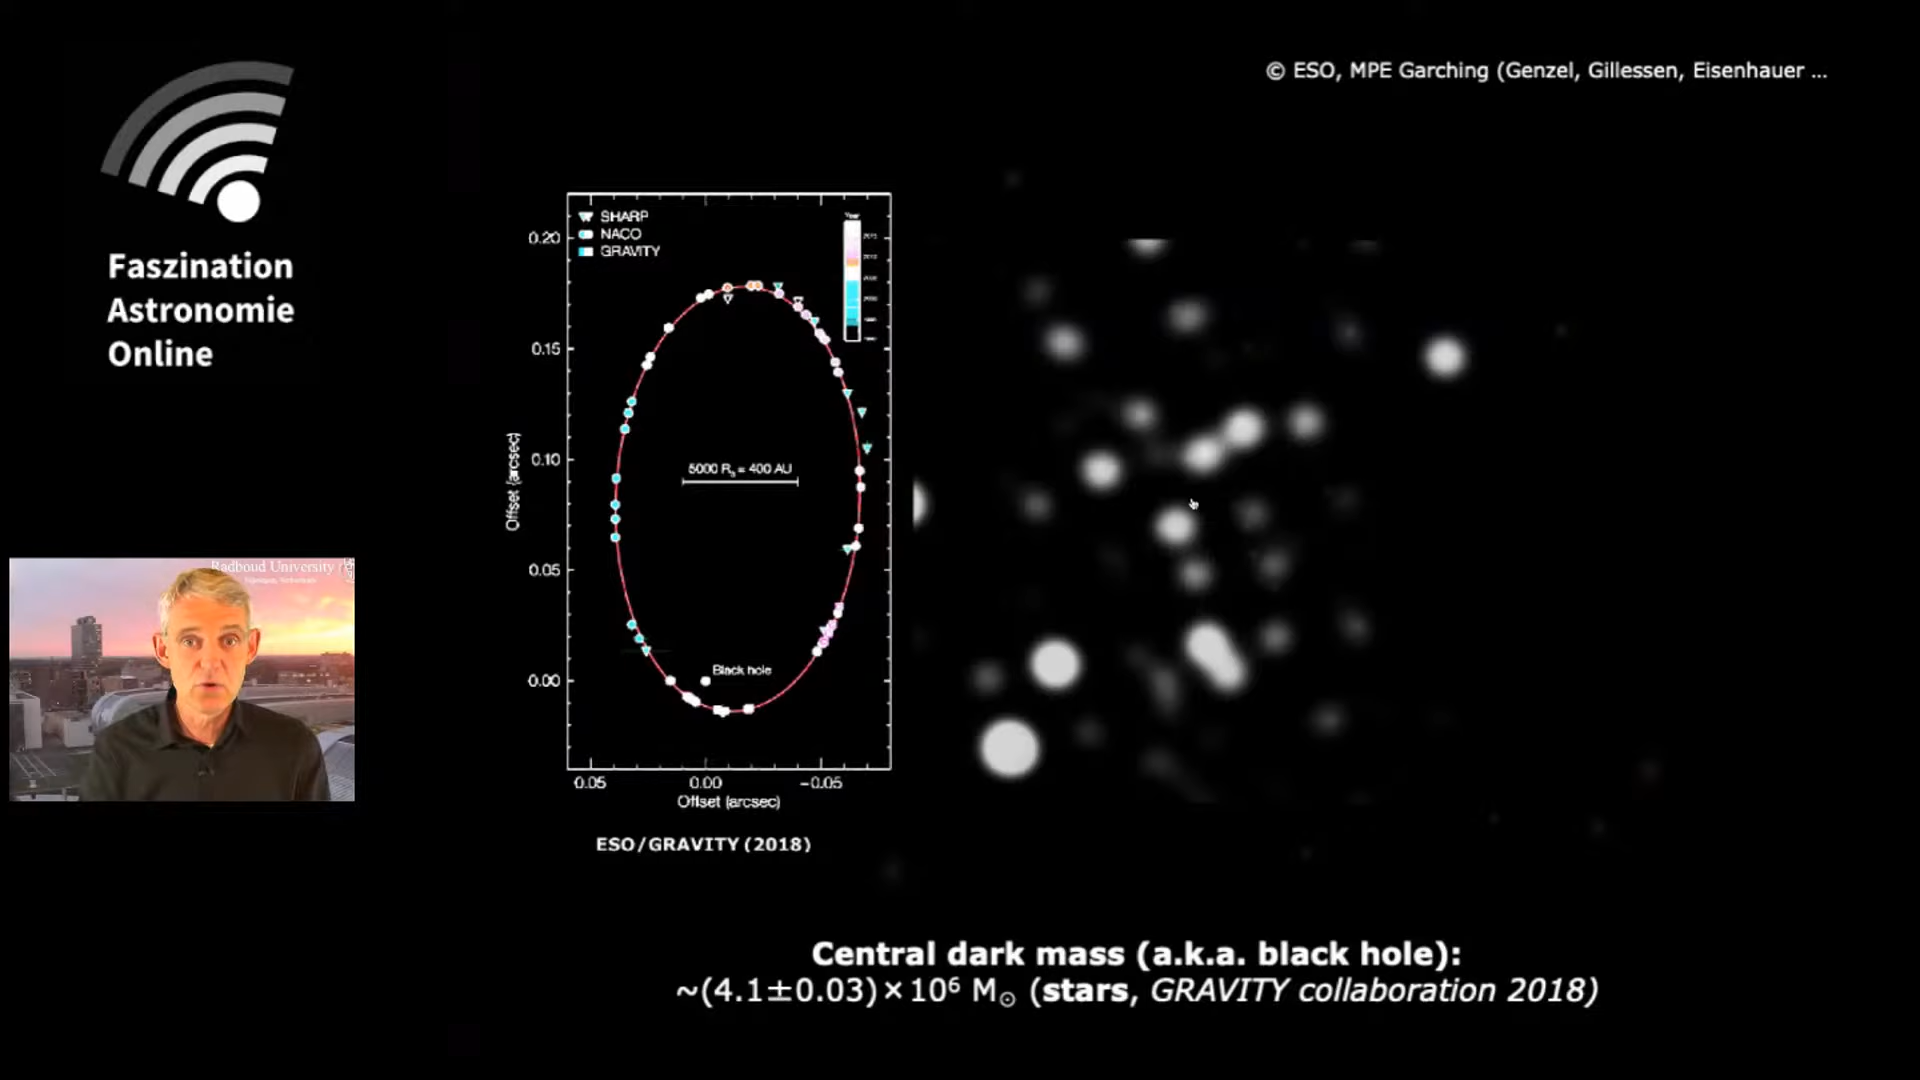 © ESO, MPE Garching (Genzel, Gillessen, Eisenhauer ...
Faszination
Astronomie
Online
SHARP
NACO
GRAVITY
Year
0.20
0.15
0.10
0.05
0.00
Offset (arcsec)
5000 Rs = 400 AU
Black hole
0.05
0.00
−0.05
Offset (arcsec)
ESO/GRAVITY (2018)
Radboud University
Central dark mass (a.k.a. black hole):
~(4.1±0.03)×10⁶ M☉ (stars, GRAVITY collaboration 2018)